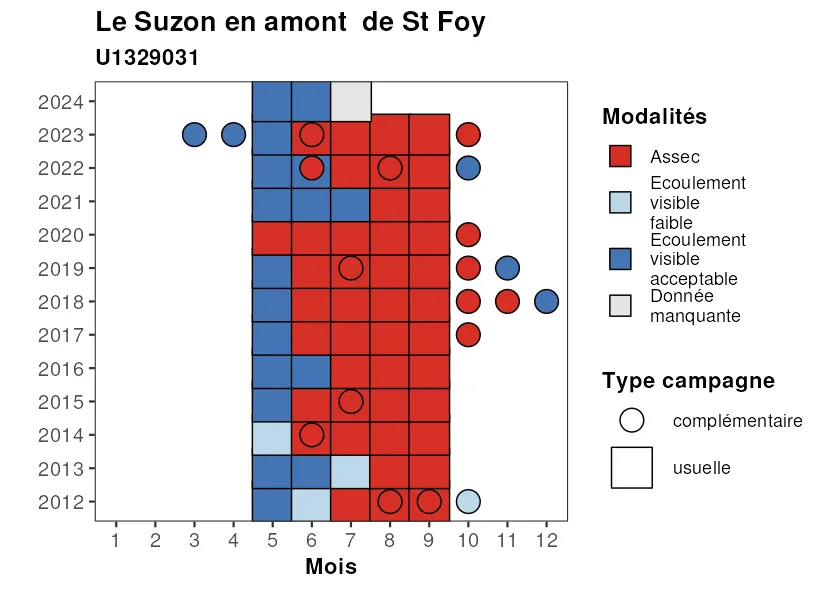 Le Suzon en amont  de St Foy
U1329031
2024
2023
2022
2021
2020
2019
2018
2017
2016
2015
2014
2013
2012
1 2 3 4 5 6 7 8 9 10 11 12
Mois
Modalités
Assec
Ecoulement
visible
faible
Ecoulement
visible
acceptable
Donnée
manquante
Type campagne
complémentaire
usuelle